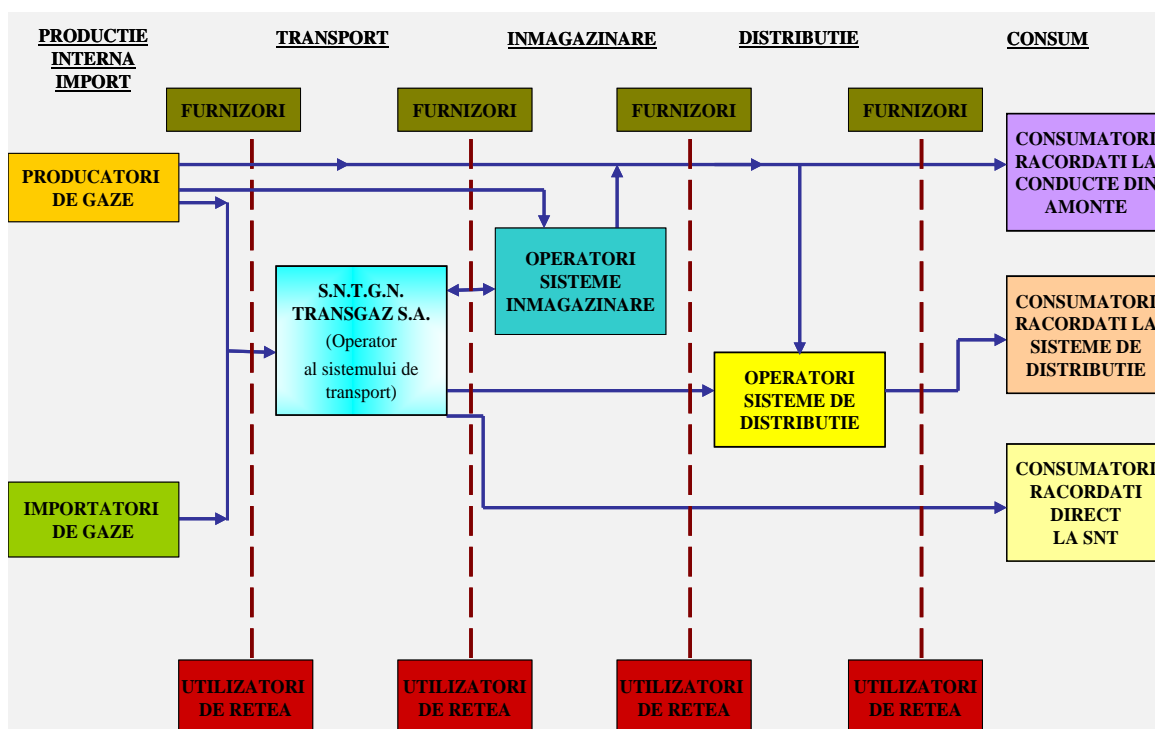 PRODUCTIE
INTERNA
IMPORT
TRANSPORT
INMAGAZINARE
DISTRIBUTIE
CONSUM
FURNIZORI
FURNIZORI
FURNIZORI
FURNIZORI
PRODUCATORI
DE GAZE
CONSUMATORI
RACORDATI LA
CONDUCTE DIN
AMONTE
OPERATORI
SISTEME
INMAGAZINARE
S.N.T.G.N.
TRANSGAZ S.A.
(Operator
al sistemului de
transport)
CONSUMATORI
RACORDATI LA
SISTEME DE
DISTRIBUTIE
OPERATORI
SISTEME DE
DISTRIBUTIE
IMPORTATORI
DE GAZE
CONSUMATORI
RACORDATI
DIRECT
LA SNT
UTILIZATORI
DE RETEA
UTILIZATORI
DE RETEA
UTILIZATORI
DE RETEA
UTILIZATORI
DE RETEA